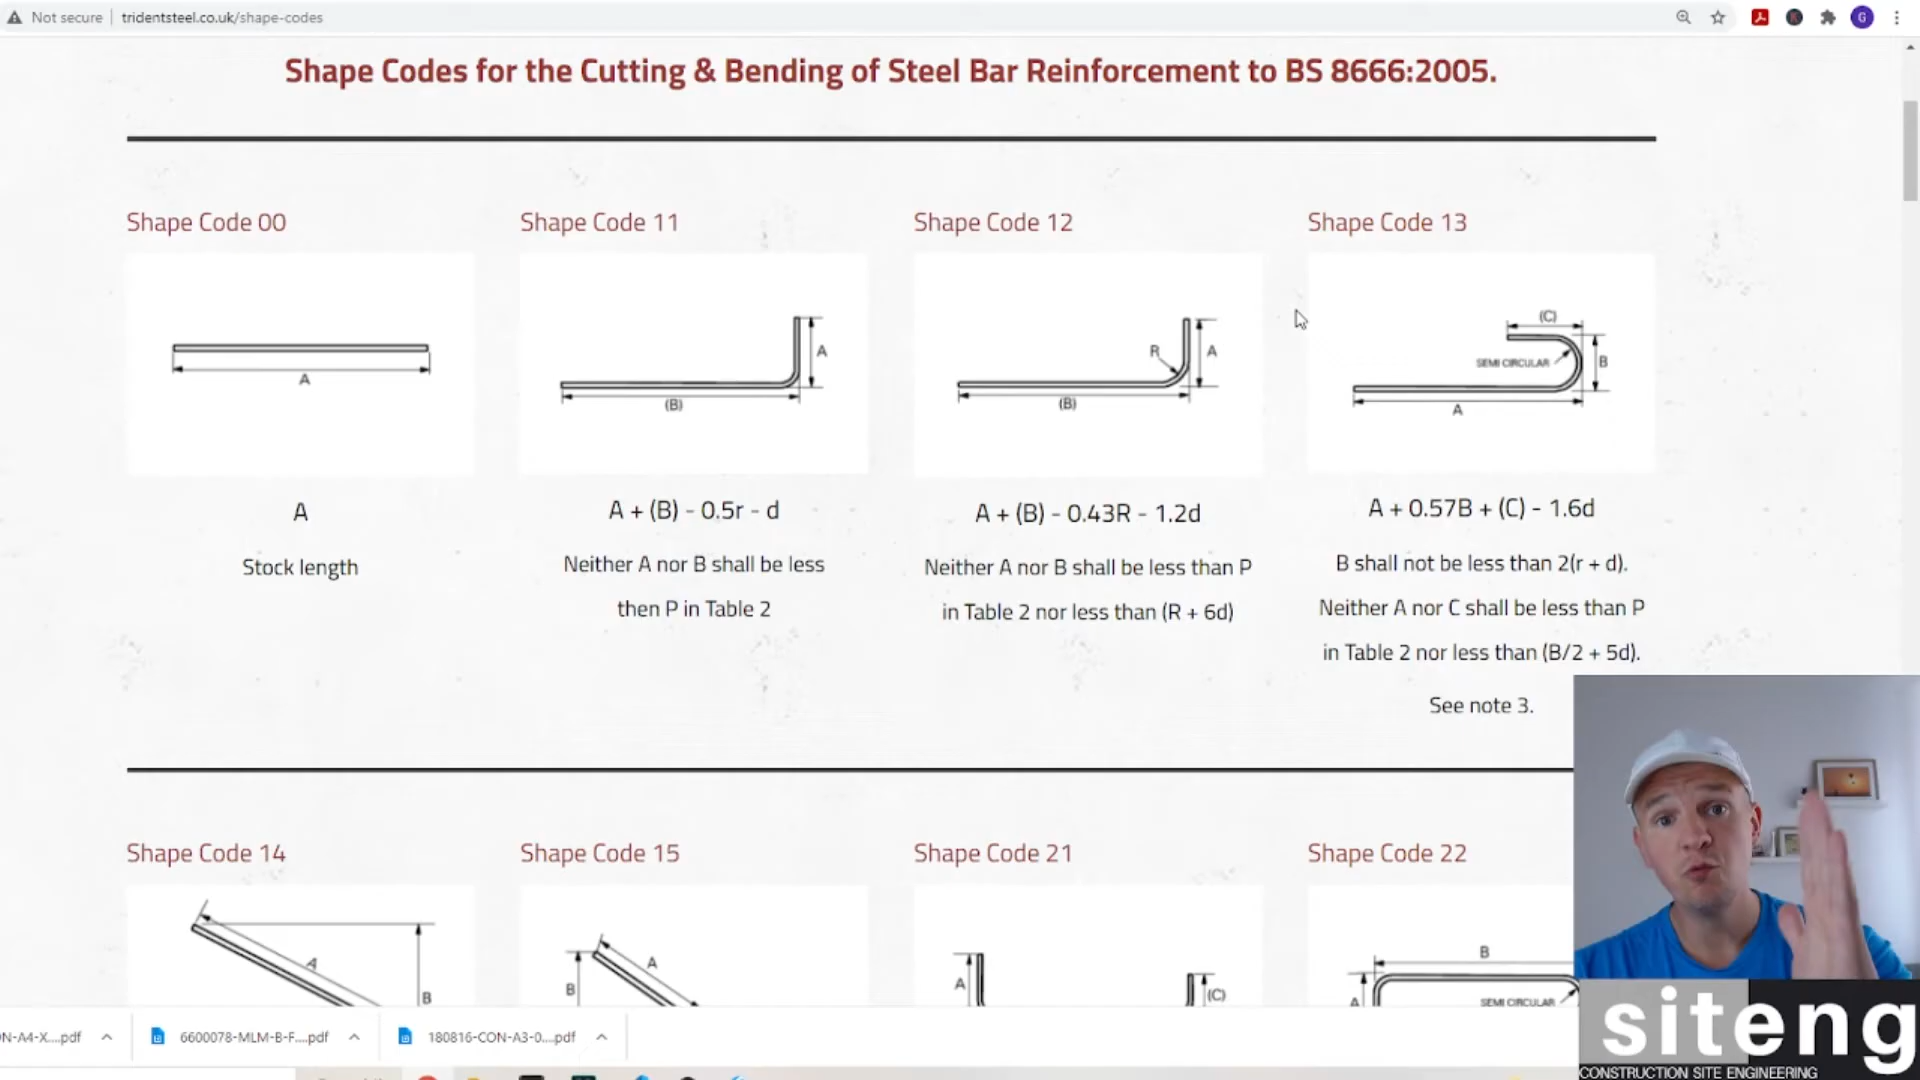 Not secure
tridentsteel.co.uk/shape-codes
G
Shape Codes for the Cutting & Bending of Steel Bar Reinforcement to BS 8666:2005.
Shape Code 00
A
A
Stock length
Shape Code 11
A
(B)
A + (B) - 0.5r - d
Neither A nor B shall be less
then P in Table 2
Shape Code 12
R
A
(B)
A + (B) - 0.43R - 1.2d
Neither A nor B shall be less than P
in Table 2 nor less than (R + 6d)
Shape Code 13
(C)
SEMI CIRCULAR
B
A
A + 0.57B + (C) - 1.6d
B shall not be less than 2(r + d).
Neither A nor C shall be less than P
in Table 2 nor less than (B/2 + 5d).
See note 3.
Shape Code 14
A
B
Shape Code 15
A
B
Shape Code 21
A
(C)
Shape Code 22
B
A
SEMI CIRCULAR
N-A4-X....pdf
6600078-MLM-B-F....pdf
180816-CON-A3-0....pdf
siteng
CONSTRUCTION SITE ENGINEERING